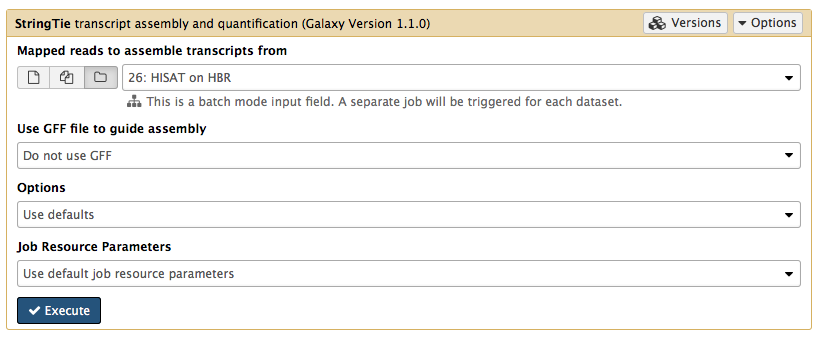 StringTie transcript assembly and quantification (Galaxy Version 1.1.0) Versions Options
Mapped reads to assemble transcripts from
26: HISAT on HBR
This is a batch mode input field. A separate job will be triggered for each dataset.
Use GFF file to guide assembly
Do not use GFF
Options
Use defaults
Job Resource Parameters
Use default job resource parameters
Execute